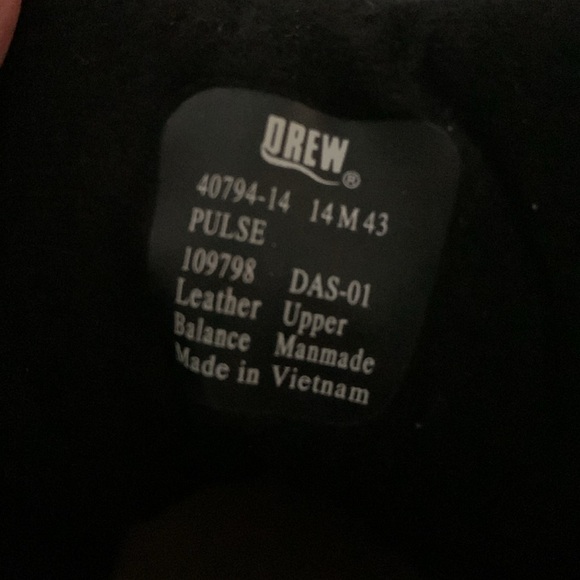 DREW®
40794-14 14 M 43
PULSE
109798 DAS-01
Leather Upper
Balance Manmade
Made in Vietnam